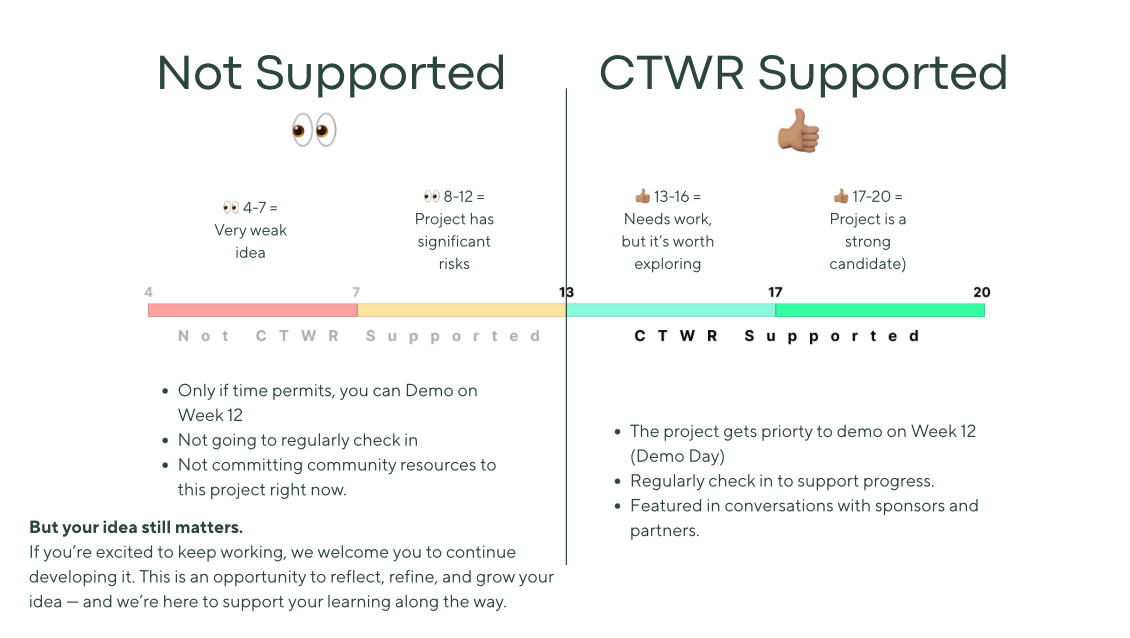 Not Supported
👀
👀 4-7 =
Very weak
idea
👀 8-12 =
Project has
significant
risks
CTWR Supported
👍🏽
👍🏽 13-16 =
Needs work,
but it’s worth
exploring
👍🏽 17-20 =
Project is a
strong
candidate)
4 7 13 17 20
Not CTWR Supported
CTWR Supported
• Only if time permits, you can Demo on
Week 12
• Not going to regularly check in
• Not committing community resources to
this project right now.
But your idea still matters.
If you’re excited to keep working, we welcome you to continue
developing it. This is an opportunity to reflect, refine, and grow your
idea — and we’re here to support your learning along the way.
• The project gets priorty to demo on Week 12
(Demo Day)
• Regularly check in to support progress.
• Featured in conversations with sponsors and
partners.